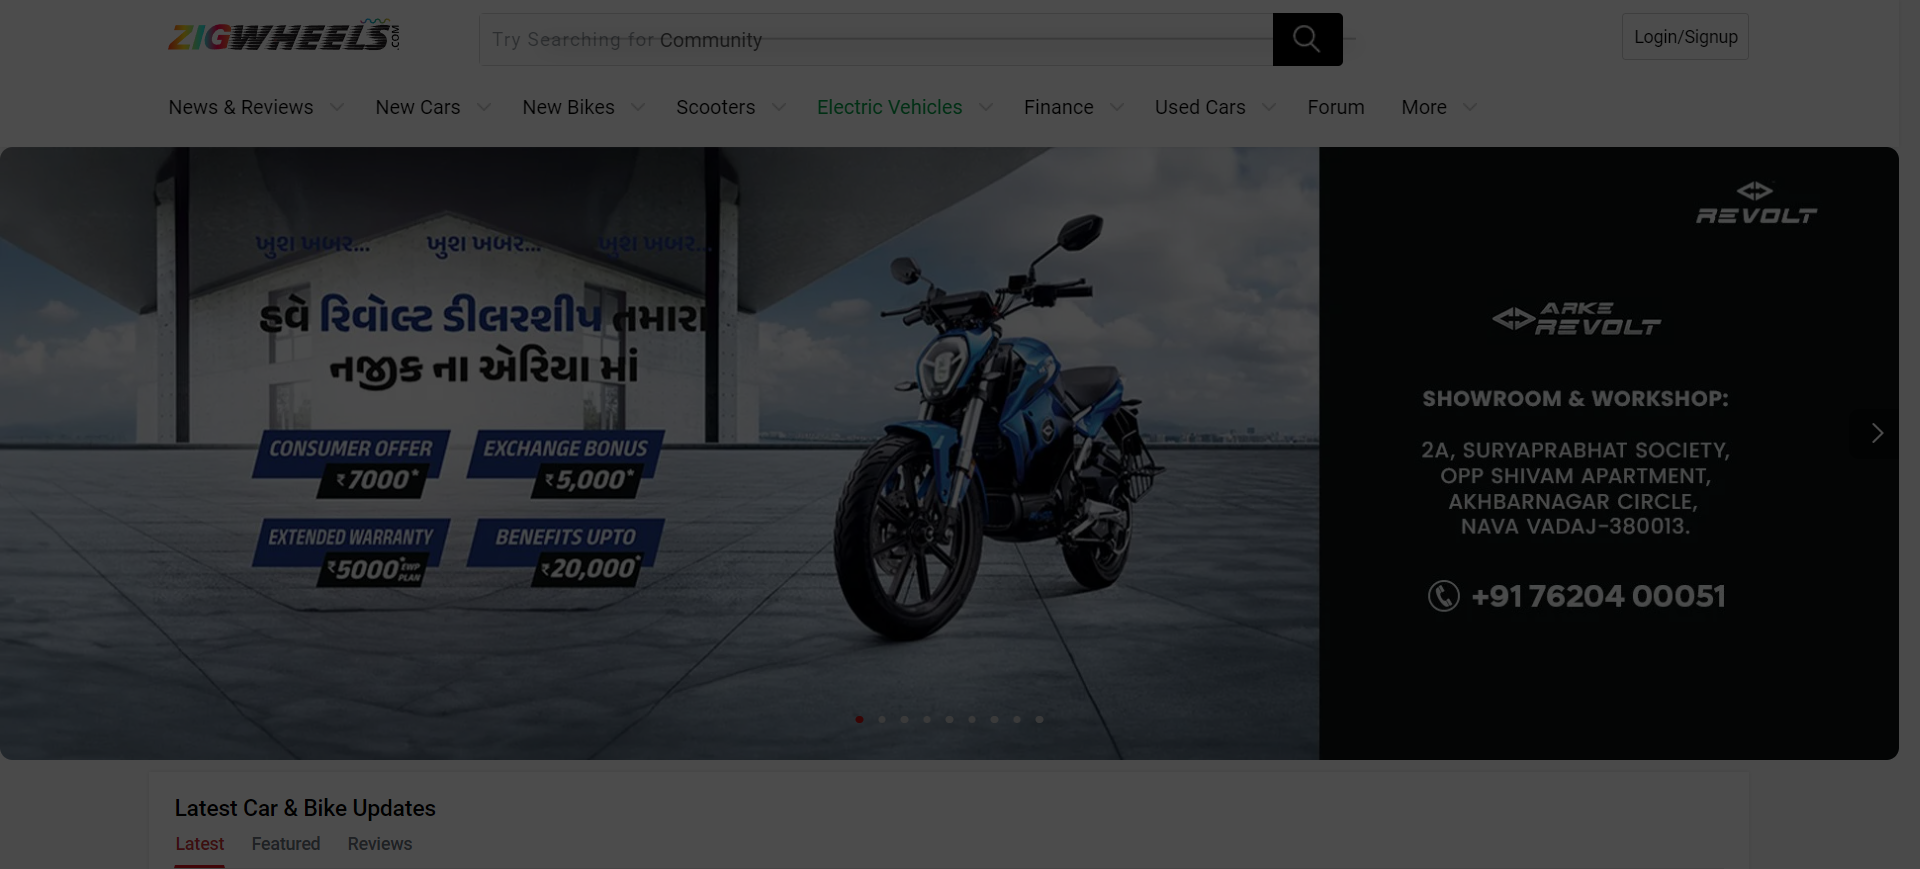 ZIGWHEELS.COM
Try Searching for Community
Login/Signup
News & Reviews New Cars New Bikes Scooters Electric Vehicles Finance Used Cars Forum More
ખુશ ખબર... ખુશ ખબર... ખુશ ખબર...
હવે રિવોલ્ટ ડીલરશીપ તમારા
નજીક ના એરિયા માં
CONSUMER OFFER
₹7000*
EXCHANGE BONUS
₹5,000*
EXTENDED WARRANTY
₹5000* EWP PLAN
BENEFITS UPTO
₹20,000*
REVOLT
ARKE
REVOLT
SHOWROOM & WORKSHOP:
2A, SURYAPRABHAT SOCIETY,
OPP SHIVAM APARTMENT,
AKHBARNAGAR CIRCLE,
NAVA VADAJ-380013.
+91 76204 00051
Latest Car & Bike Updates
Latest Featured Reviews